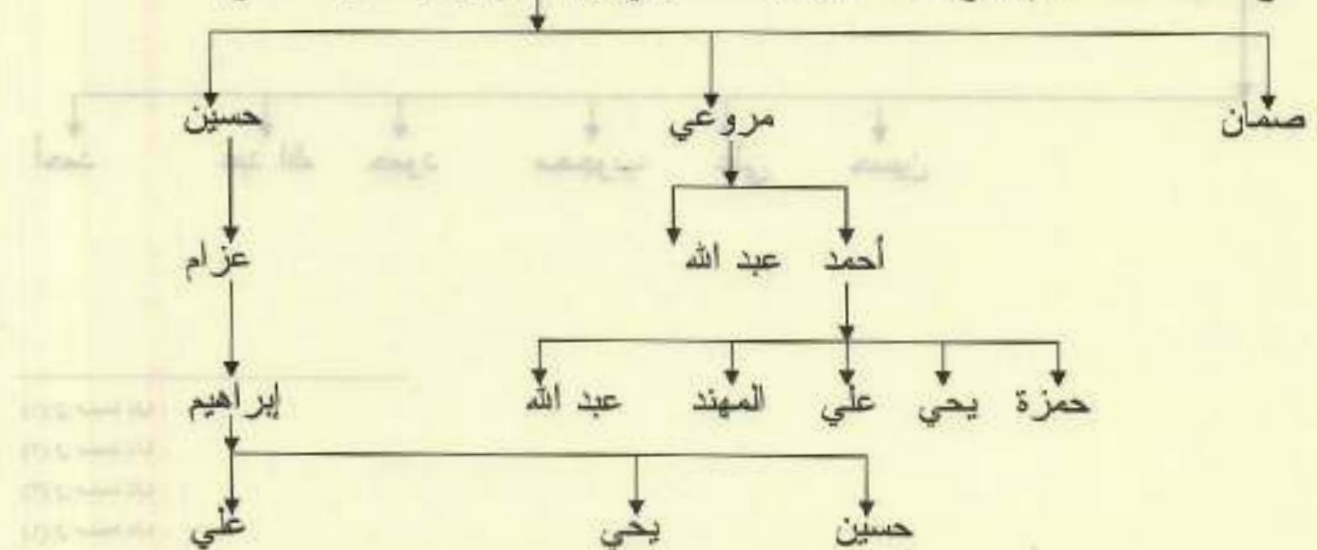 صمان مروعي حسين
أحمد عبد الله عزام
حمزة يحي علي المهند عبد الله إبراهيم
حسين يحي علي